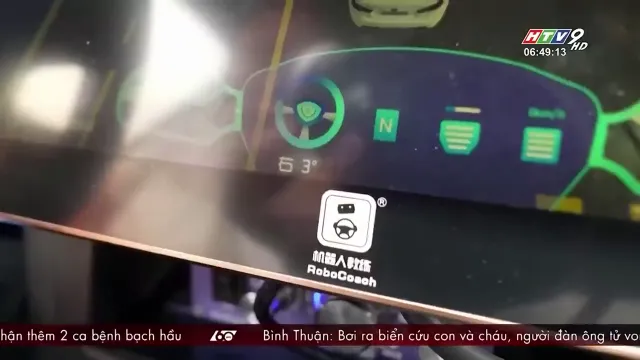 HTV9
HD
06:49:13
N
3°
®
机器人教练
RoboCoach
hận thêm 2 ca bệnh bạch hầu
60
Bình Thuận: Bơi ra biển cứu con và cháu, người đàn ông tử vo